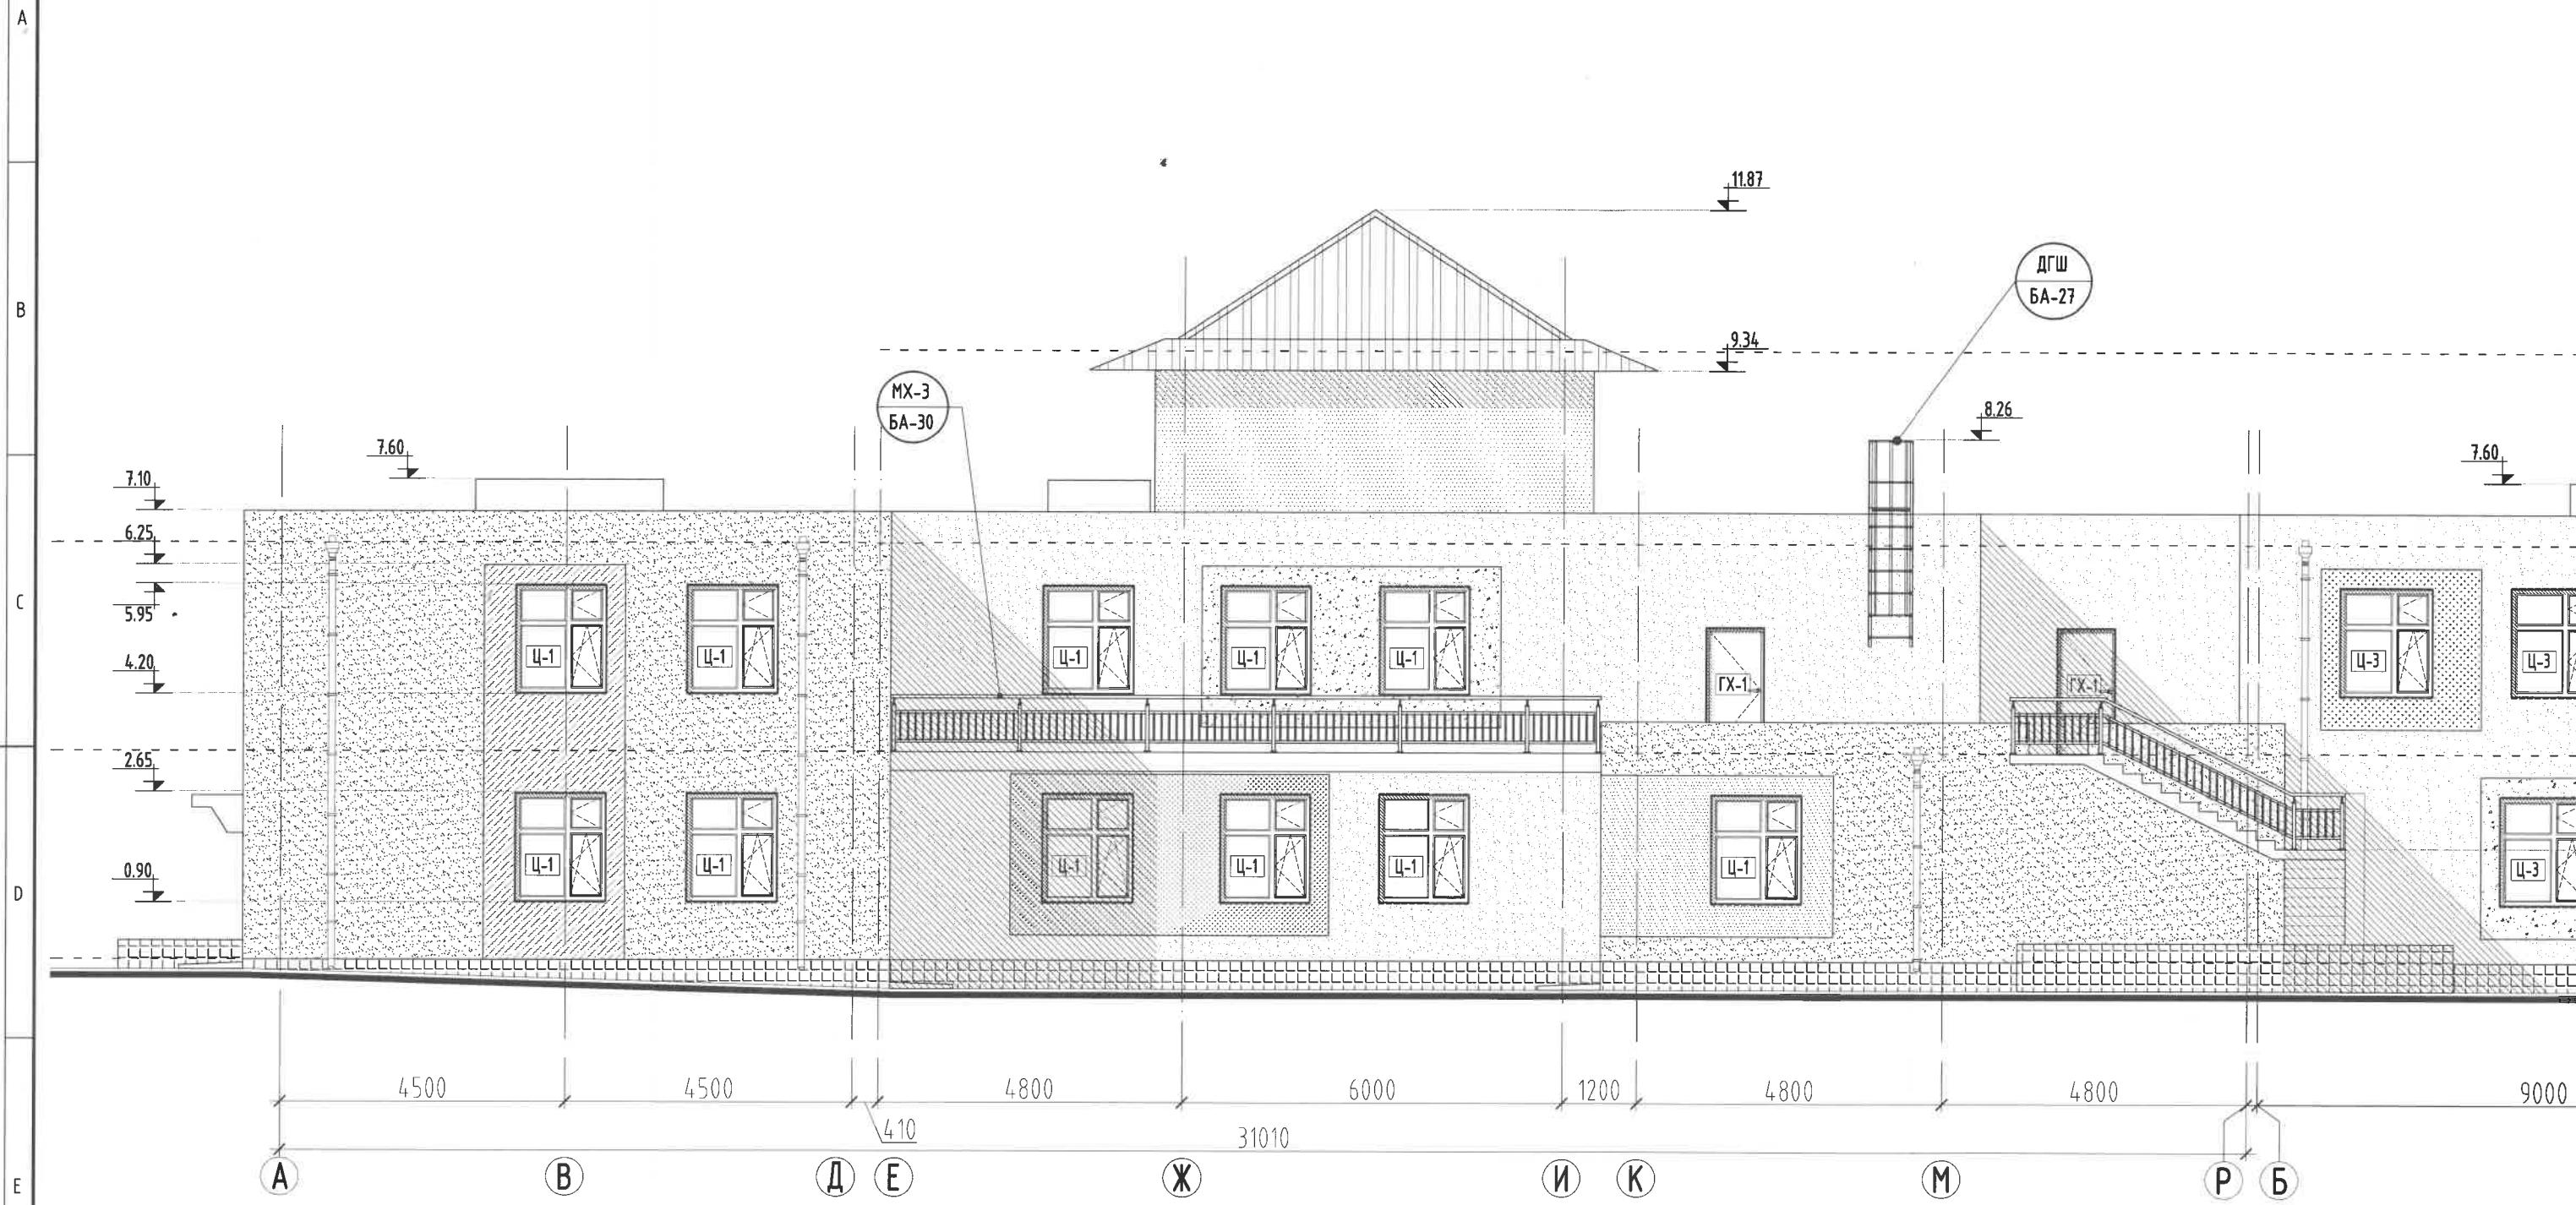 A
B
C
D
E
11.87
ДГШ
БА-27
9.34
МХ-3
БА-30
8.26
7.60
7.60
7.10
6.25
5.95
4.20
2.65
0.90
Ц-1
Ц-1
Ц-1
Ц-1
Ц-1
ГХ-1
ГХ-1
Ц-3
Ц-3
Ц-1
Ц-1
Ц-1
Ц-1
Ц-1
Ц-1
Ц-3
4500
4500
4800
6000
1200
4800
4800
9000
410
31010
А
В
Д
Е
Ж
И
К
М
Р
Б